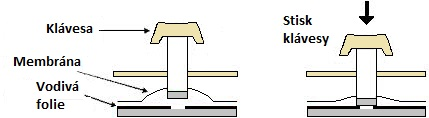 Klávesa
Membrána
Vodivá
folie
Stisk
klávesy